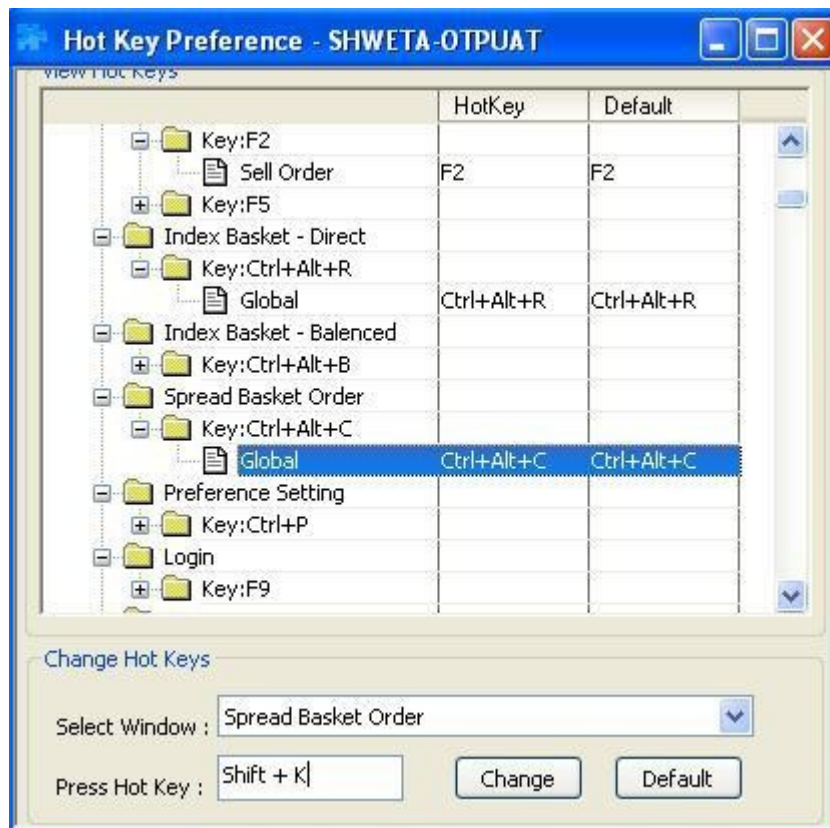 Hot Key Preference - SHWETA-OTPUAT
View Hot Keys
HotKey Default
Key:F2
Sell Order F2 F2
Key:F5
Index Basket - Direct
Key:Ctrl+Alt+R
Global Ctrl+Alt+R Ctrl+Alt+R
Index Basket - Balenced
Key:Ctrl+Alt+B
Spread Basket Order
Key:Ctrl+Alt+C
Global Ctrl+Alt+C Ctrl+Alt+C
Preference Setting
Key:Ctrl+P
Login
Key:F9
Change Hot Keys
Select Window : Spread Basket Order
Press Hot Key : Shift + K Change Default